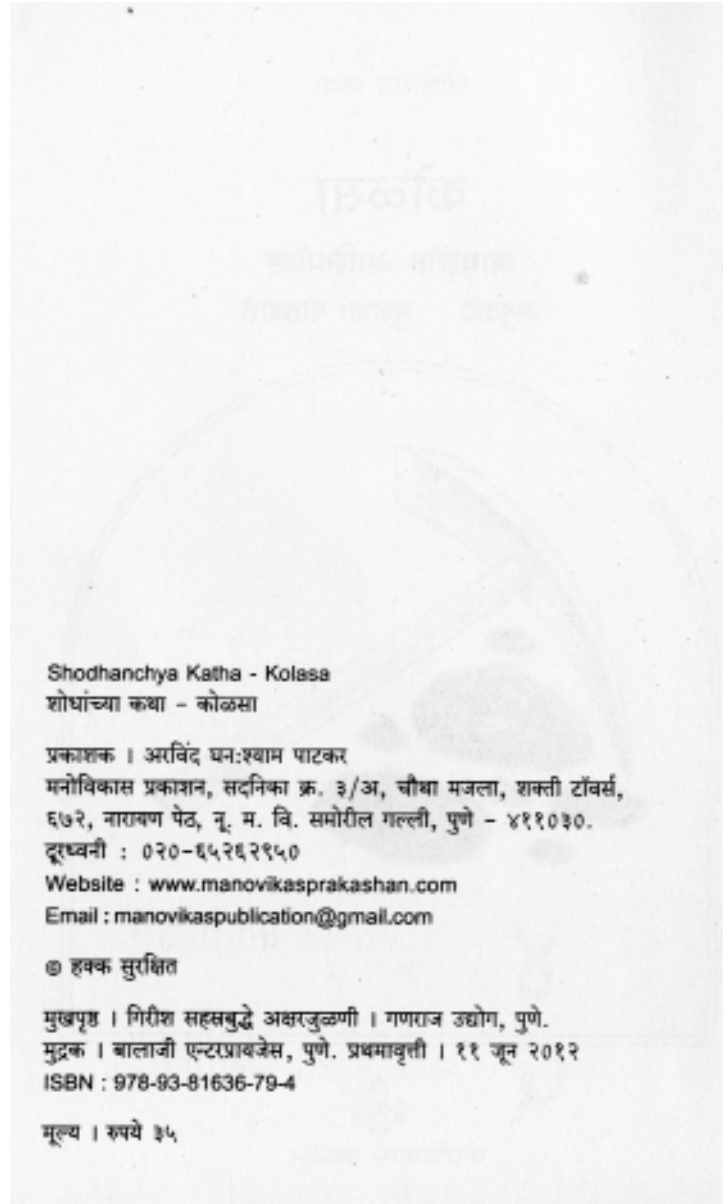 Shodhanchya Katha - Kolasa
शोधांच्या कथा – कोळसा
प्रकाशक । अरविंद घन:श्याम पाटकर
मनोविकास प्रकाशन, सदनिका क्र. ३/अ, चौथा मजला, शक्ती टॉवर्स,
६७२, नारायण पेठ, नू. म. वि. समोरील गल्ली, पुणे – ४११०३०.
दूरध्वनी : ०२०-६५२६२९५०
Website : www.manovikasprakashan.com
Email : manovikaspublication@gmail.com
© हक्क सुरक्षित
मुखपृष्ठ । गिरीश सहस्रबुद्धे अक्षरजुळणी । गणराज उद्योग, पुणे.
मुद्रक । बालाजी एन्टरप्रायजेस, पुणे. प्रथमावृत्ती । ११ जून २०१२
ISBN : 978-93-81636-79-4
मूल्य । रुपये ३५